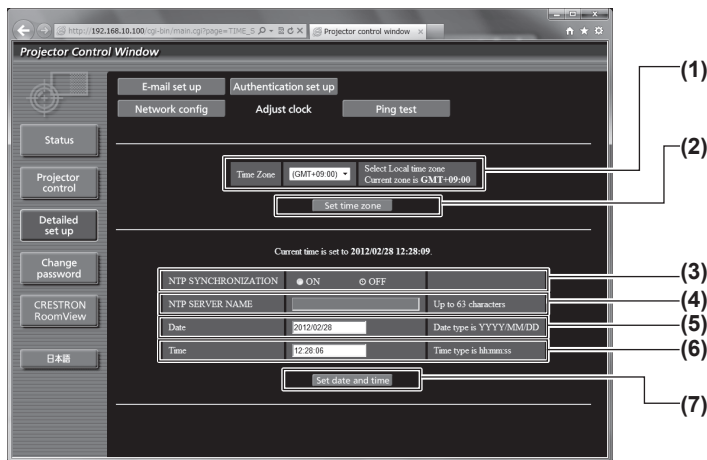 http://192.168.10.100/cgi-bin/main.cgi?page=TIME_S
Projector control window
Projector Control Window
E-mail set up Authentication set up
Network config Adjust clock Ping test
Status
Projector
control
Detailed
set up
Change
password
CRESTRON
RoomView
日本語
Time Zone (GMT+09:00) Select Local time zone
Current zone is GMT+09:00
Set time zone
Current time is set to 2012/02/28 12:28:09.
NTP SYNCHRONIZATION ON OFF
NTP SERVER NAME Up to 63 characters
Date 2012/02/28 Date type is YYYY/MM/DD
Time 12:28:06 Time type is hh:mm:ss
Set date and time
(1)
(2)
(3)
(4)
(5)
(6)
(7)